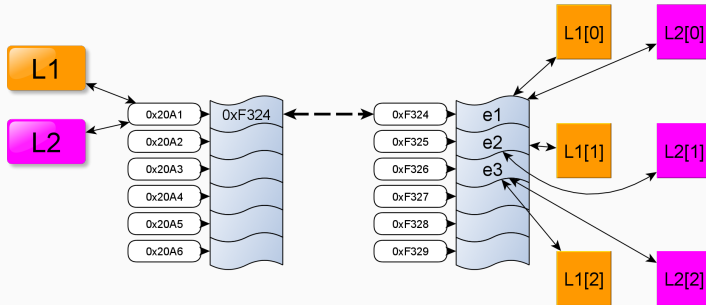 L1
L2
0x20A1
0x20A2
0x20A3
0x20A4
0x20A5
0x20A6
0xF324
0xF324
0xF325
0xF326
0xF327
0xF328
0xF329
e1
e2
e3
L1[0]
L2[0]
L1[1]
L2[1]
L1[2]
L2[2]